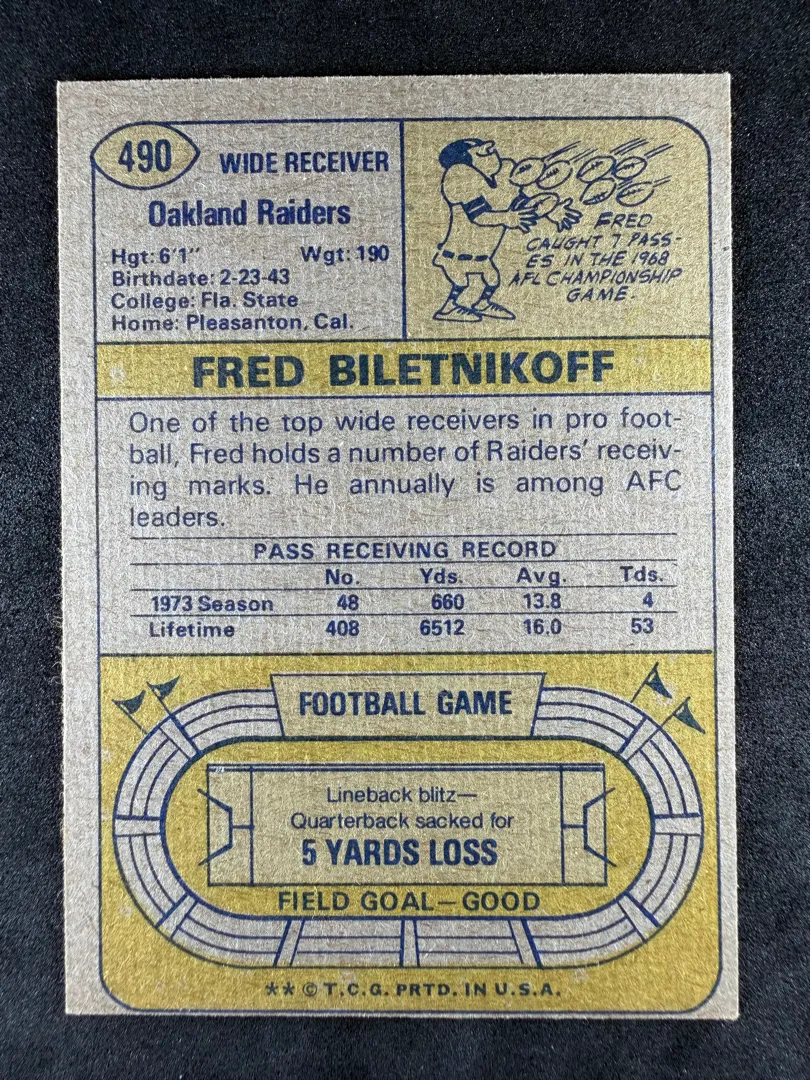 490
WIDE RECEIVER
Oakland Raiders
Hgt: 6'1" Wgt: 190
Birthdate: 2-23-43
College: Fla. State
Home: Pleasanton, Cal.
FRED
CAUGHT 7 PASS-
ES IN THE 1968
AFL CHAMPIONSHIP
GAME.
FRED BILETNIKOFF
One of the top wide receivers in pro foot-
ball, Fred holds a number of Raiders' receiv-
ing marks. He annually is among AFC
leaders.
PASS RECEIVING RECORD
No. Yds. Avg. Tds.
1973 Season 48 660 13.8 4
Lifetime 408 6512 16.0 53
FOOTBALL GAME
Lineback blitz—
Quarterback sacked for
5 YARDS LOSS
FIELD GOAL—GOOD
** © T.C.G. PRTD. IN U.S.A.